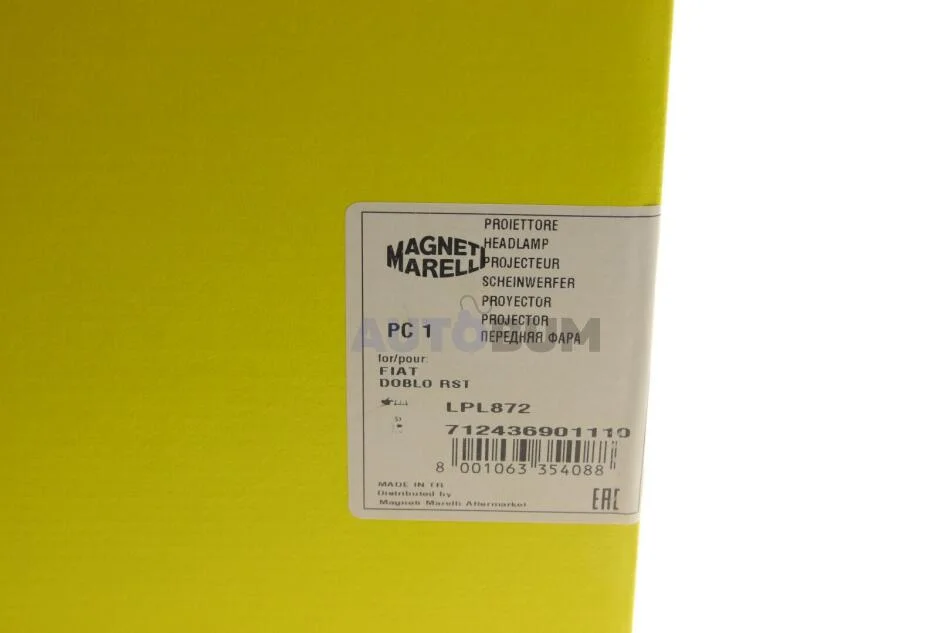 MAGNETI
MARELLI
PROIETTORE
HEADLAMP
PROJECTEUR
SCHEINWERFER
PROYECTOR
PROJECTOR
ПЕРЕДНЯЯ ФАРА
AUTOBUM
PC 1
for/pour:
FIAT
DOBLO RST
LPL872
712436901110
8 001063 354088
MADE IN TR
Distributed by
Magneti Marelli Aftermarket
EAC